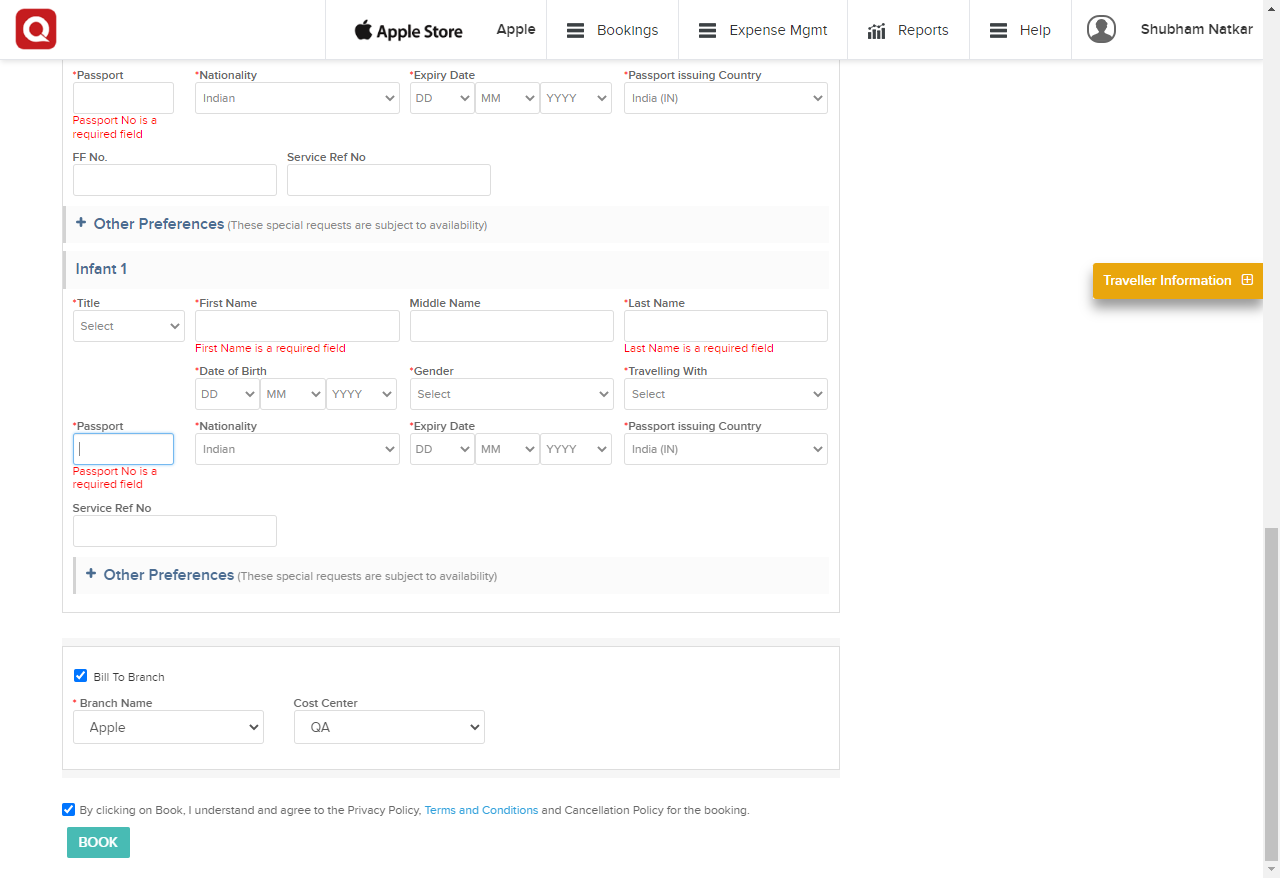 Q Apple Store Apple Bookings Expense Mgmt Reports Help Shubham Natkar
*Passport *Nationality *Expiry Date *Passport issuing Country
Indian DD MM YYYY India (IN)
Passport No is a
required field
FF No. Service Ref No
+ Other Preferences (These special requests are subject to availability)
Infant 1
Traveller Information
*Title *First Name Middle Name *Last Name
Select
First Name is a required field Last Name is a required field
*Date of Birth *Gender *Travelling With
DD MM YYYY Select Select
*Passport *Nationality *Expiry Date *Passport issuing Country
Indian DD MM YYYY India (IN)
Passport No is a
required field
Service Ref No
+ Other Preferences (These special requests are subject to availability)
Bill To Branch
* Branch Name Cost Center
Apple QA
By clicking on Book, I understand and agree to the Privacy Policy, Terms and Conditions and Cancellation Policy for the booking.
BOOK